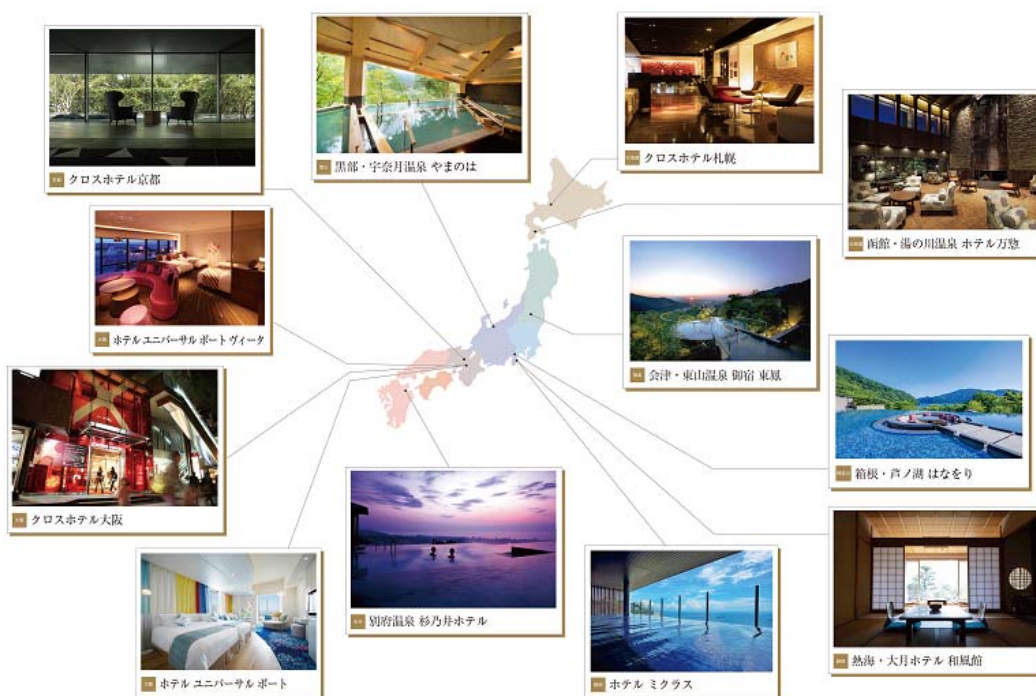 クロスホテル京都
黒部・宇奈月温泉 やまのは
クロスホテル札幌
函館・湯の川温泉 ホテル万惣
ホテル ユニバーサル ポート ヴィータ
会津・東山温泉 御宿 東鳳
箱根・芦ノ湖 はなをり
クロスホテル大阪
別府温泉 杉乃井ホテル
熱海・大月ホテル 和風館
ホテル ユニバーサル ポート
ホテル ミクラス